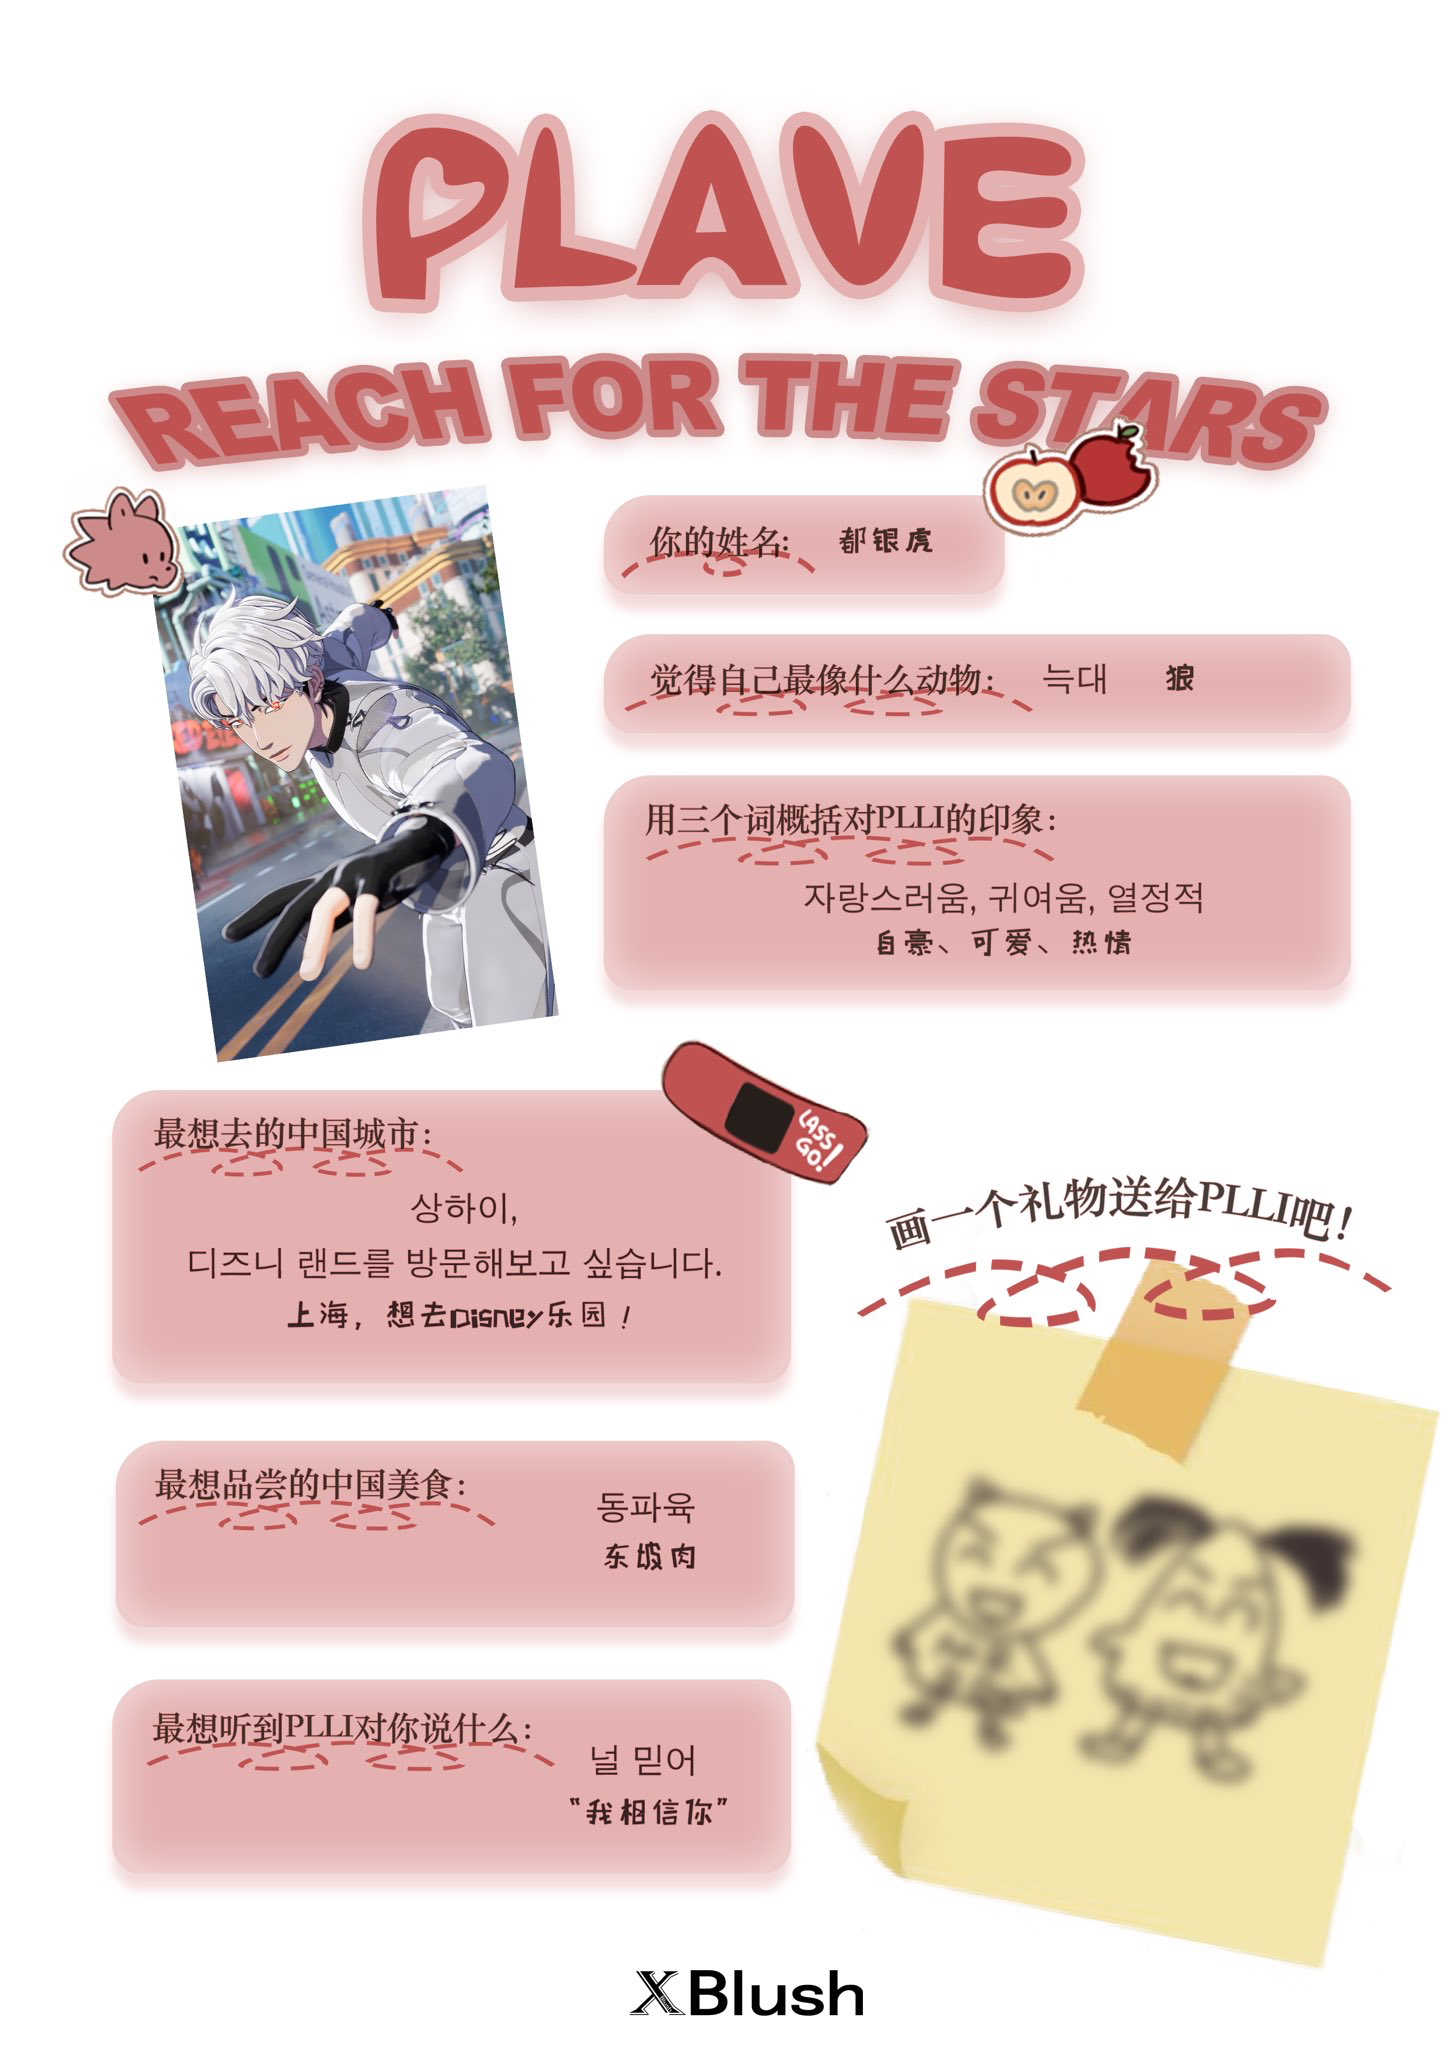 PLAVE
REACH FOR THE STARS
你的姓名: 都银虎
觉得自己最像什么动物: 늑대 狼
用三个词概括对PLLI的印象:
자랑스러움, 귀여움, 열정적
自豪、可爱、热情
最想去的中国城市:
상하이,
디즈니 랜드를 방문해보고 싶습니다.
上海，想去Disney乐园！
LASS
GO!
画一个礼物送给PLLI吧!
最想品尝的中国美食:
동파육
东坡肉
最想听到PLLI对你说什么:
널 믿어
“我相信你”
XBlush